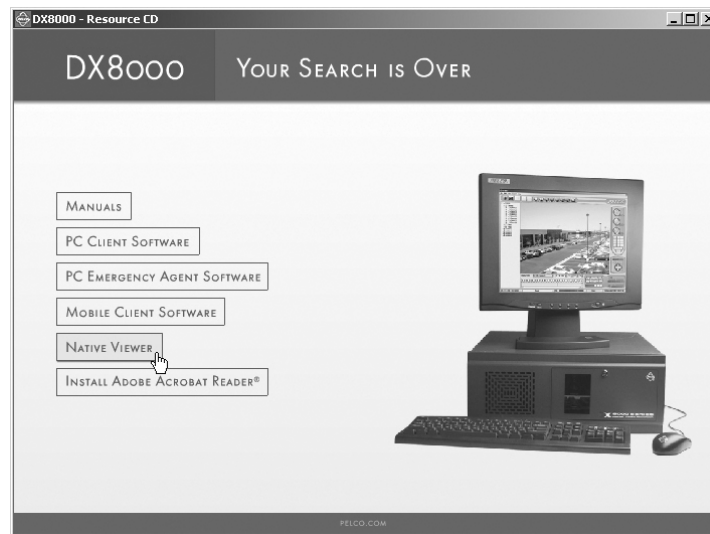 DX8000 - Resource CD
DX8000
YOUR SEARCH IS OVER
MANUALS
PC CLIENT SOFTWARE
PC EMERGENCY AGENT SOFTWARE
MOBILE CLIENT SOFTWARE
NATIVE VIEWER
INSTALL ADOBE ACROBAT READER®
PELCO.COM